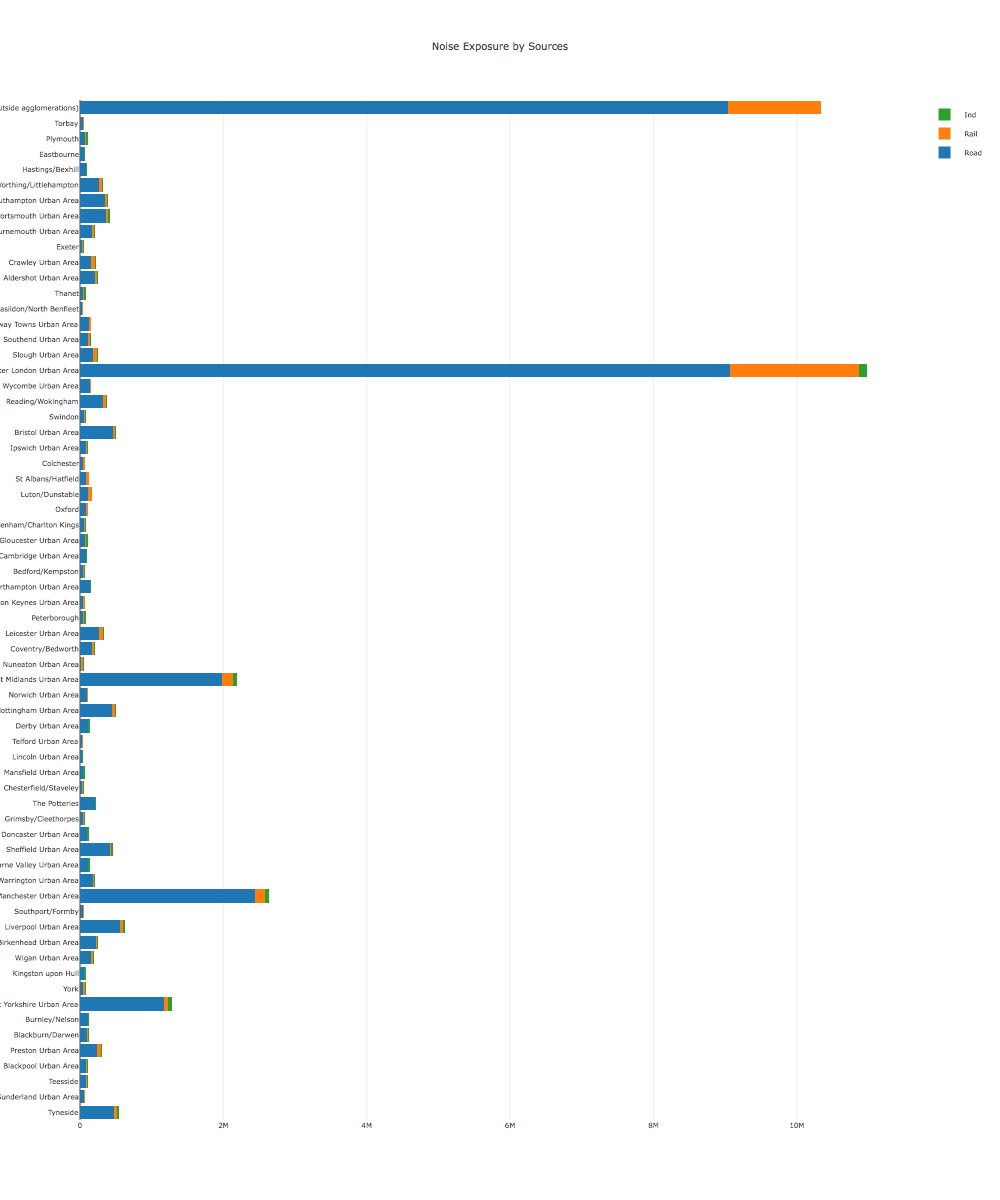 Noise Exposure by Sources
Ind
Rail
Road
utside agglomerations)
Torbay
Plymouth
Eastbourne
Hastings/Bexhill
Worthing/Littlehampton
uthampton Urban Area
ortsmouth Urban Area
urnemouth Urban Area
Exeter
Crawley Urban Area
Aldershot Urban Area
Thanet
asildon/North Benfleet
way Towns Urban Area
Southend Urban Area
Slough Urban Area
ter London Urban Area
Wycombe Urban Area
Reading/Wokingham
Swindon
Bristol Urban Area
Ipswich Urban Area
Colchester
St Albans/Hatfield
Luton/Dunstable
Oxford
enham/Charlton Kings
Gloucester Urban Area
Cambridge Urban Area
Bedford/Kempston
rthampton Urban Area
on Keynes Urban Area
Peterborough
Leicester Urban Area
Coventry/Bedworth
Nuneaton Urban Area
t Midlands Urban Area
Norwich Urban Area
Nottingham Urban Area
Derby Urban Area
Telford Urban Area
Lincoln Urban Area
Mansfield Urban Area
Chesterfield/Staveley
The Potteries
Grimsby/Cleethorpes
Doncaster Urban Area
Sheffield Urban Area
arne Valley Urban Area
Warrington Urban Area
Manchester Urban Area
Southport/Formby
Liverpool Urban Area
Birkenhead Urban Area
Wigan Urban Area
Kingston upon Hull
York
t Yorkshire Urban Area
Burnley/Nelson
Blackburn/Darwen
Preston Urban Area
Blackpool Urban Area
Teesside
Sunderland Urban Area
Tyneside
0 2M 4M 6M 8M 10M